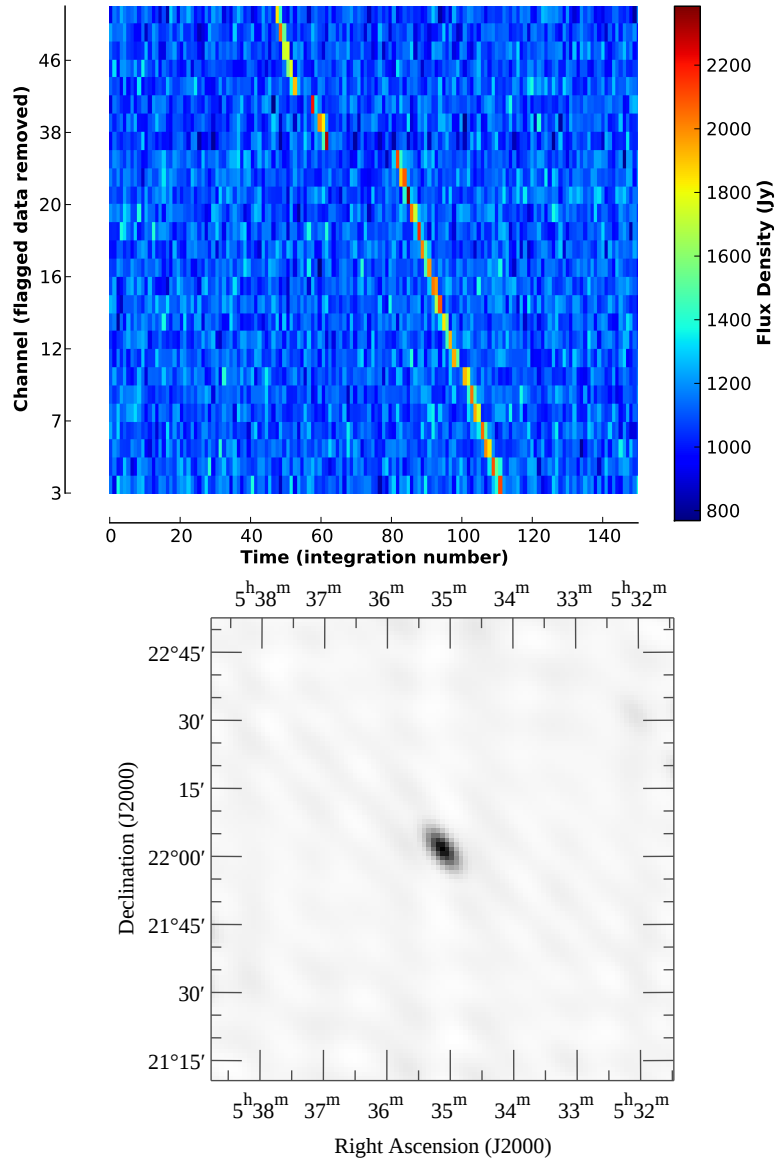 46
38
20
16
12
7
3
Channel (flagged data removed)
0 20 40 60 80 100 120 140
Time (integration number)
2200
2000
1800
1600
1400
1200
1000
800
Flux Density (Jy)
5h38m 37m 36m 35m 34m 33m 5h32m
22°45′
30′
15′
22°00′
21°45′
30′
21°15′
Declination (J2000)
5h38m 37m 36m 35m 34m 33m 5h32m
Right Ascension (J2000)